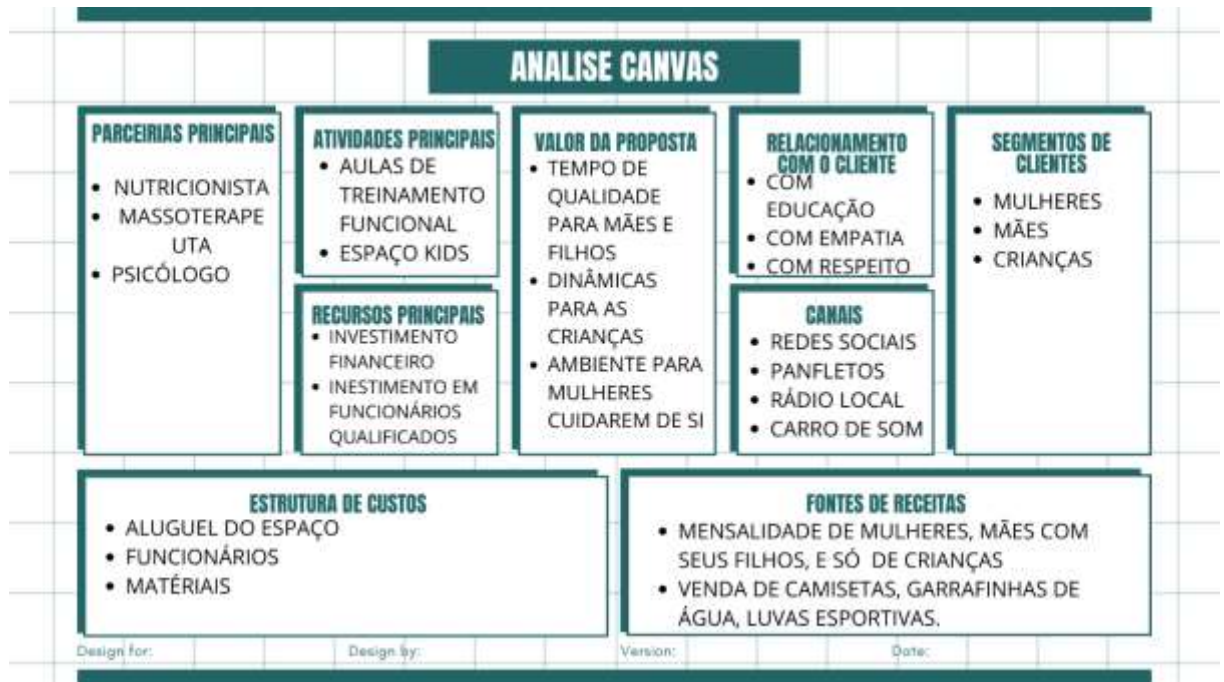 ANALISE CANVAS
PARCEIRIAS PRINCIPAIS
NUTRICIONISTA
MASSOTERAPE
UTA
PSICÓLOGO
ATIVIDADES PRINCIPAIS
AULAS DE
TREINAMENTO
FUNCIONAL
ESPAÇO KIDS
RECURSOS PRINCIPAIS
INVESTIMENTO
FINANCEIRO
INESTIMENTO EM
FUNCIONÁRIOS
QUALIFICADOS
VALOR DA PROPOSTA
TEMPO DE
QUALIDADE
PARA MÃES E
FILHOS
DINÂMICAS
PARA AS
CRIANÇAS
AMBIENTE PARA
MULHERES
CUIDAREM DE SI
RELACIONAMENTO
COM O CLIENTE
COM
EDUCAÇÃO
COM EMPATIA
COM RESPEITO
CANAIS
REDES SOCIAIS
PANFLETOS
RÁDIO LOCAL
CARRO DE SOM
SEGMENTOS DE
CLIENTES
MULHERES
MÃES
CRIANÇAS
ESTRUTURA DE CUSTOS
ALUGUEL DO ESPAÇO
FUNCIONÁRIOS
MATÉRIAIS
FONTES DE RECEITAS
MENSALIDADE DE MULHERES, MÃES COM
SEUS FILHOS, E SÓ DE CRIANÇAS
VENDA DE CAMISETAS, GARRAFINHAS DE
ÁGUA, LUVAS ESPORTIVAS.
Design for:
Design by:
Version:
Date: